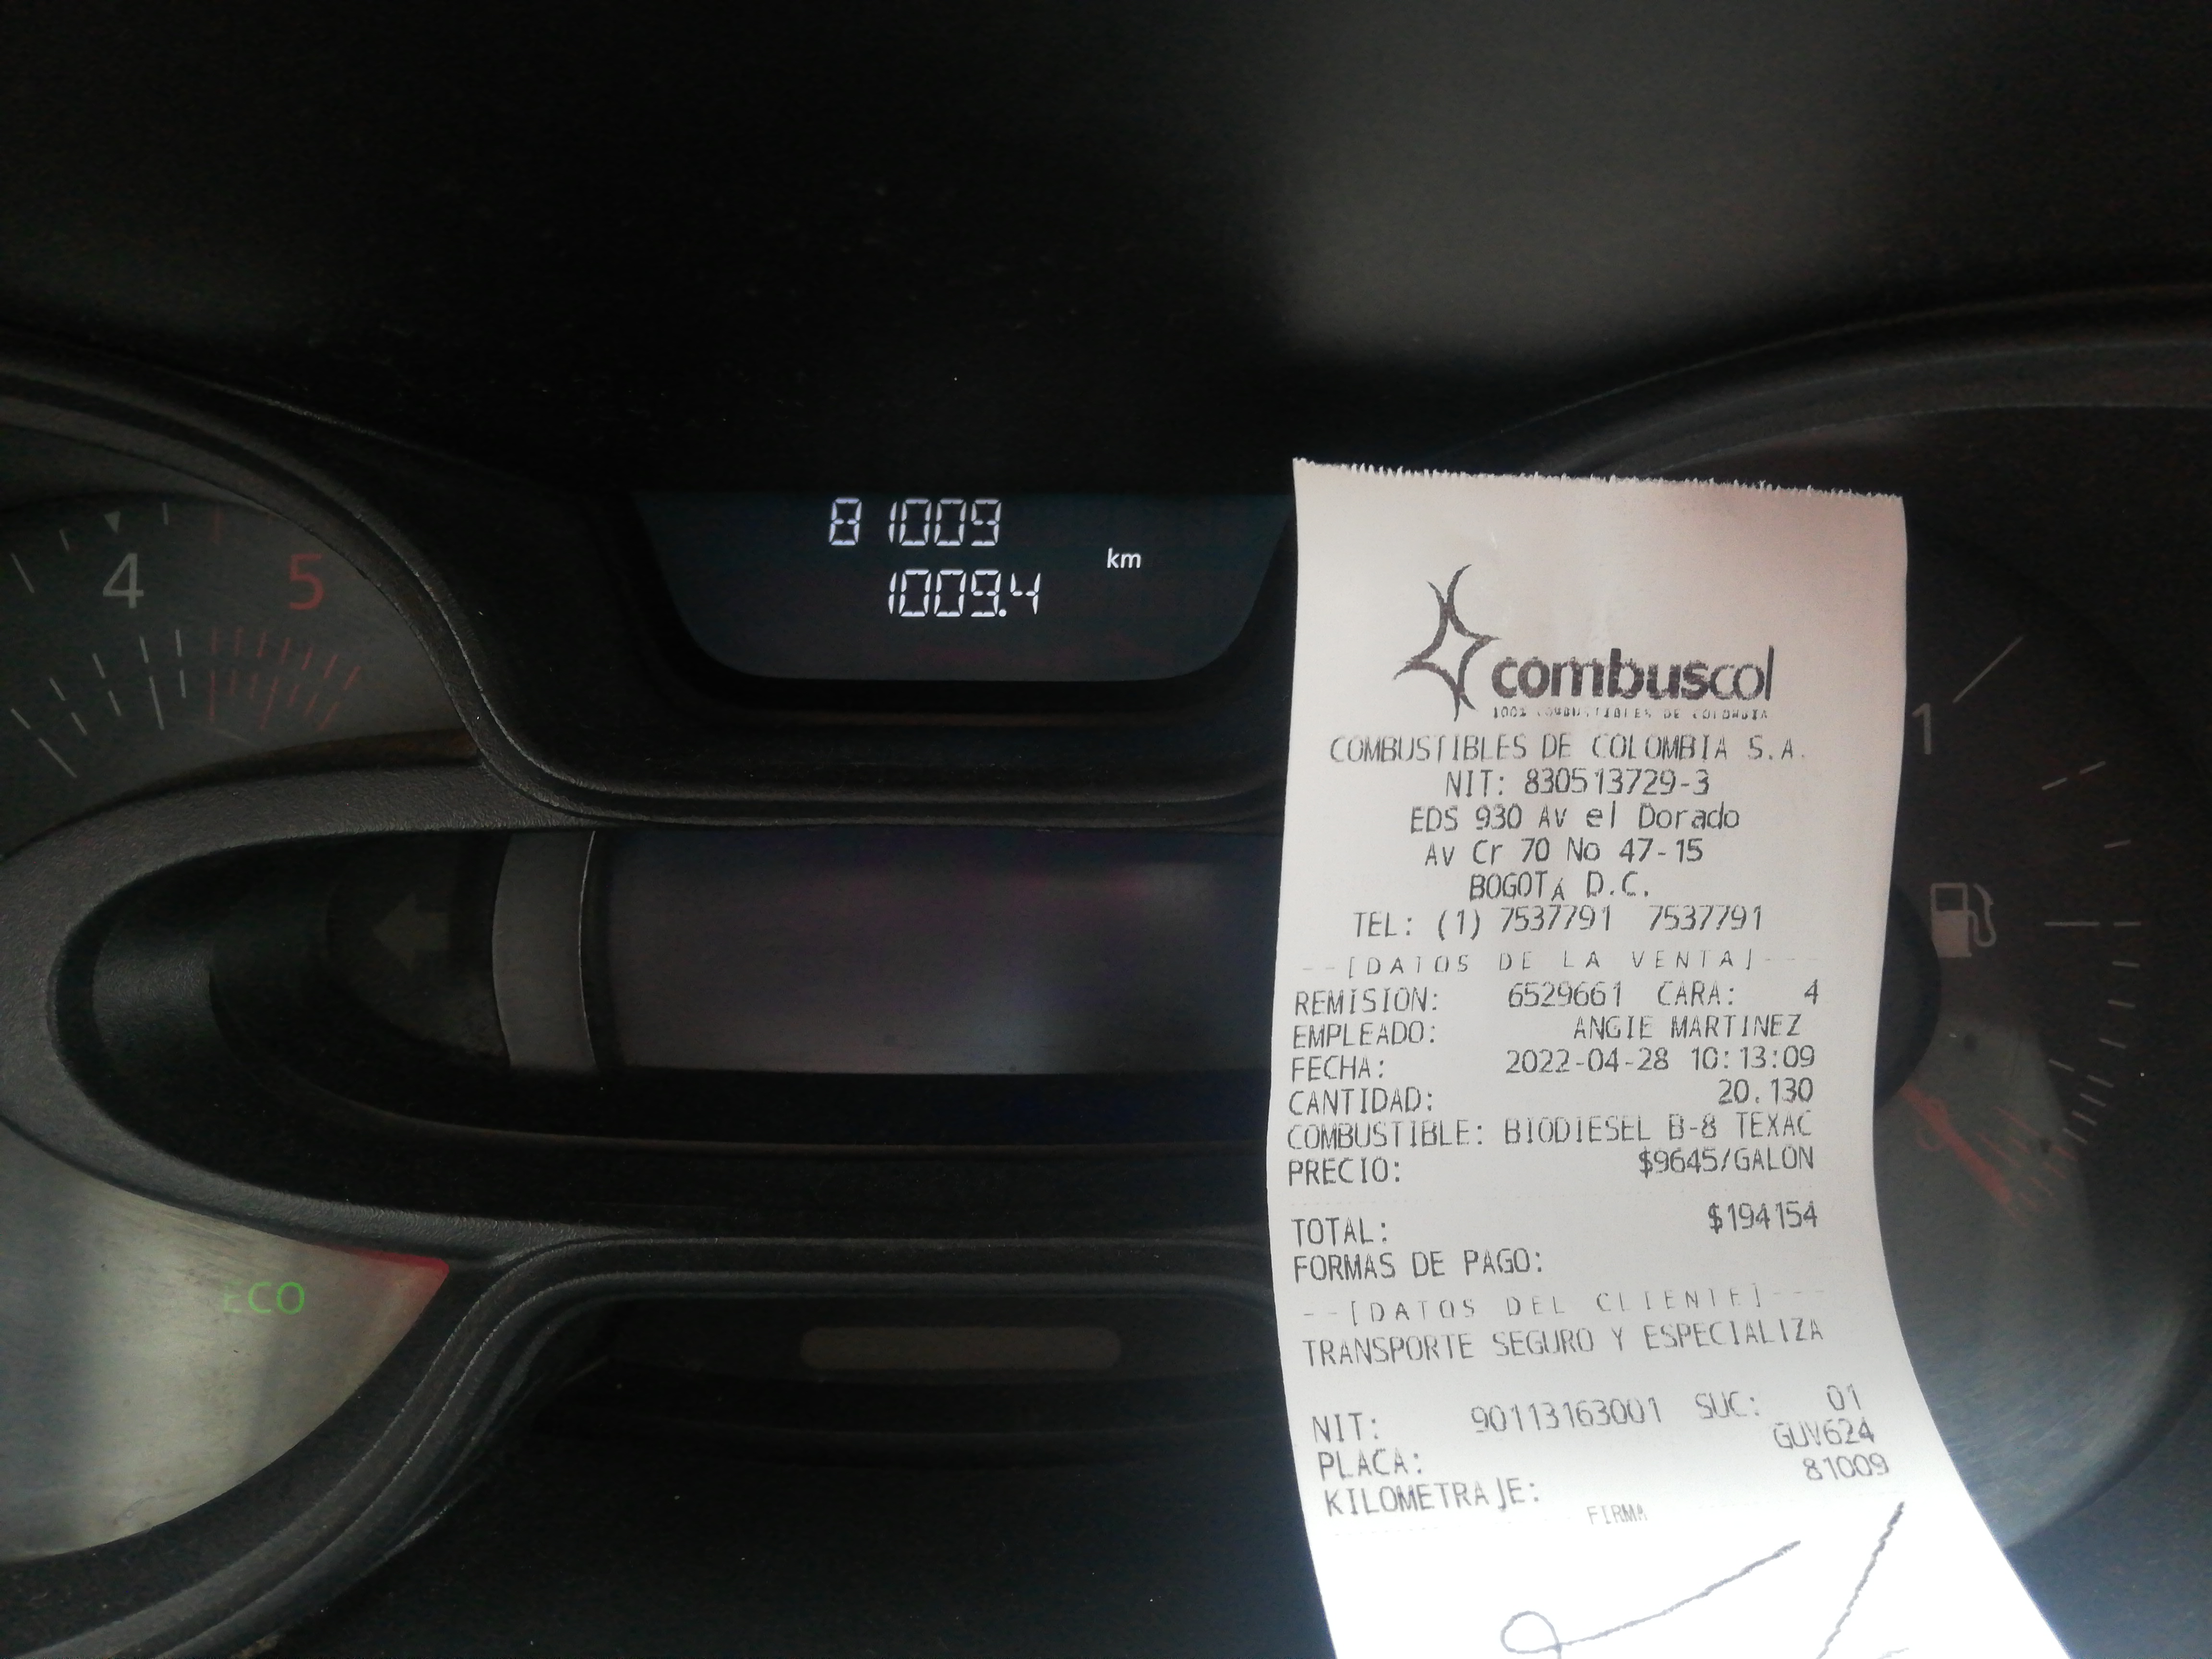 81009
km
1009.4
4
5
1
ECO
combuscol
100% COMBUSTIBLES DE COLOMBIA
COMBUSTIBLES DE COLOMBIA S.A.
NIT: 830513729-3
EDS 930 Av el Dorado
Av Cr 70 No 47-15
BOGOTÁ D.C.
TEL: (1) 7537791 7537791
--[DATOS DE LA VENTA]---
REMISION: 6529661 CARA: 4
EMPLEADO: ANGIE MARTINEZ
FECHA: 2022-04-28 10:13:09
CANTIDAD: 20.130
COMBUSTIBLE: BIODIESEL B-8 TEXAC
PRECIO: $9645/GALON
TOTAL: $194154
FORMAS DE PAGO:
--[DATOS DEL CLIENTE]---
TRANSPORTE SEGURO Y ESPECIALIZA
NIT: 90113163001 SUC: 01
PLACA: GUV624
KILOMETRAJE: 81009
FIRMA